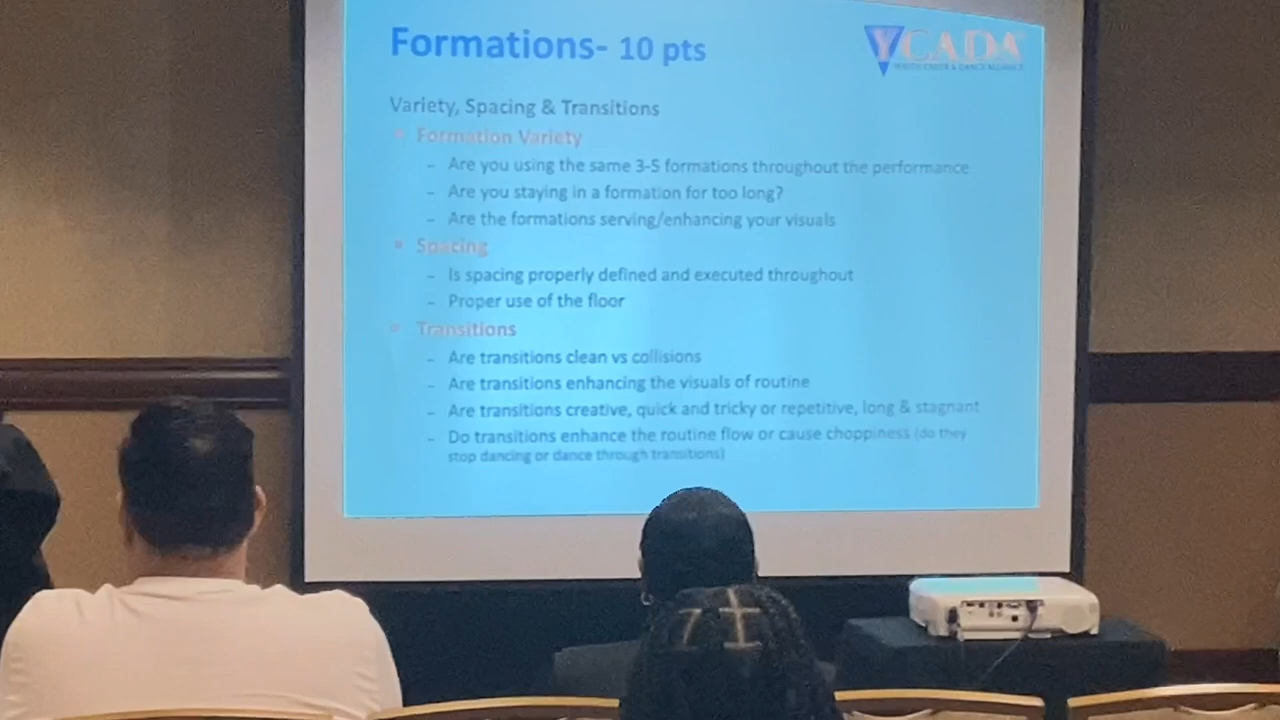 Formations- 10 pts
YCADA
YOUTH CHEER & DANCE ALLIANCE
Variety, Spacing & Transitions
Formation Variety
- Are you using the same 3-5 formations throughout the performance
- Are you staying in a formation for too long?
- Are the formations serving/enhancing your visuals
Spacing
- Is spacing properly defined and executed throughout
- Proper use of the floor
Transitions
- Are transitions clean vs collisions
- Are transitions enhancing the visuals of routine
- Are transitions creative, quick and tricky or repetitive, long & stagnant
- Do transitions enhance the routine flow or cause choppiness (do they
stop dancing or dance through transitions)